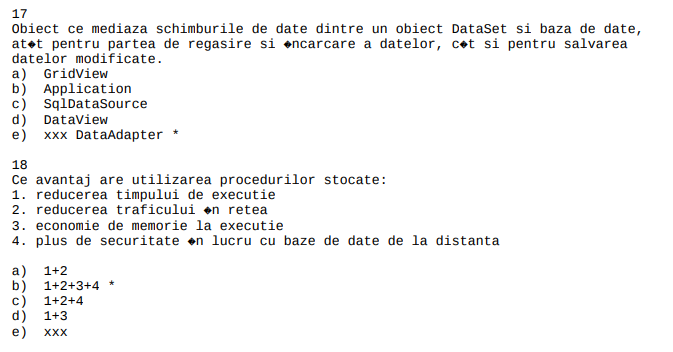 17
Obiect ce mediaza schimburile de date dintre un obiect DataSet si baza de date,
at�t pentru partea de regasire si �ncarcare a datelor, c�t si pentru salvarea
datelor modificate.
a) GridView
b) Application
c) SqlDataSource
d) DataView
e) xxx DataAdapter *
18
Ce avantaj are utilizarea procedurilor stocate:
1. reducerea timpului de executie
2. reducerea traficului �n retea
3. economie de memorie la executie
4. plus de securitate �n lucru cu baze de date de la distanta
a) 1+2
b) 1+2+3+4 *
c) 1+2+4
d) 1+3
e) xxx